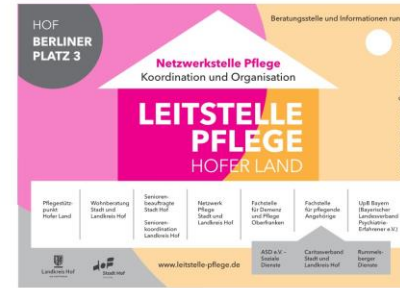 HOF
BERLINER
PLATZ 3
Beratungsstelle und Informationen run
Netzwerkstelle Pflege
Koordination und Organisation
LEITSTELLE
PFLEGE
HOFER LAND
Pflegestütz-
punkt
Hofer Land
Wohnberatung
Stadt und
Landkreis Hof
Senioren-
beauftragte
Stadt Hof
Senioren-
koordination
Landkreis Hof
Netzwerk
Pflege
Stadt und
Landkreis Hof
Fachstelle
für Demenz
und Pflege
Oberfranken
Fachstelle
für pflegende
Angehörige
UpB Bayern
(Bayerischer
Landesverband
Psychiatrie-
Erfahrener e.V.)
Landkreis Hof
Stadt Hof
www.leitstelle-pflege.de
ASD e.V. –
Soziale
Dienste
Caritasverband
Stadt und
Landkreis Hof
Rummels-
berger
Dienste